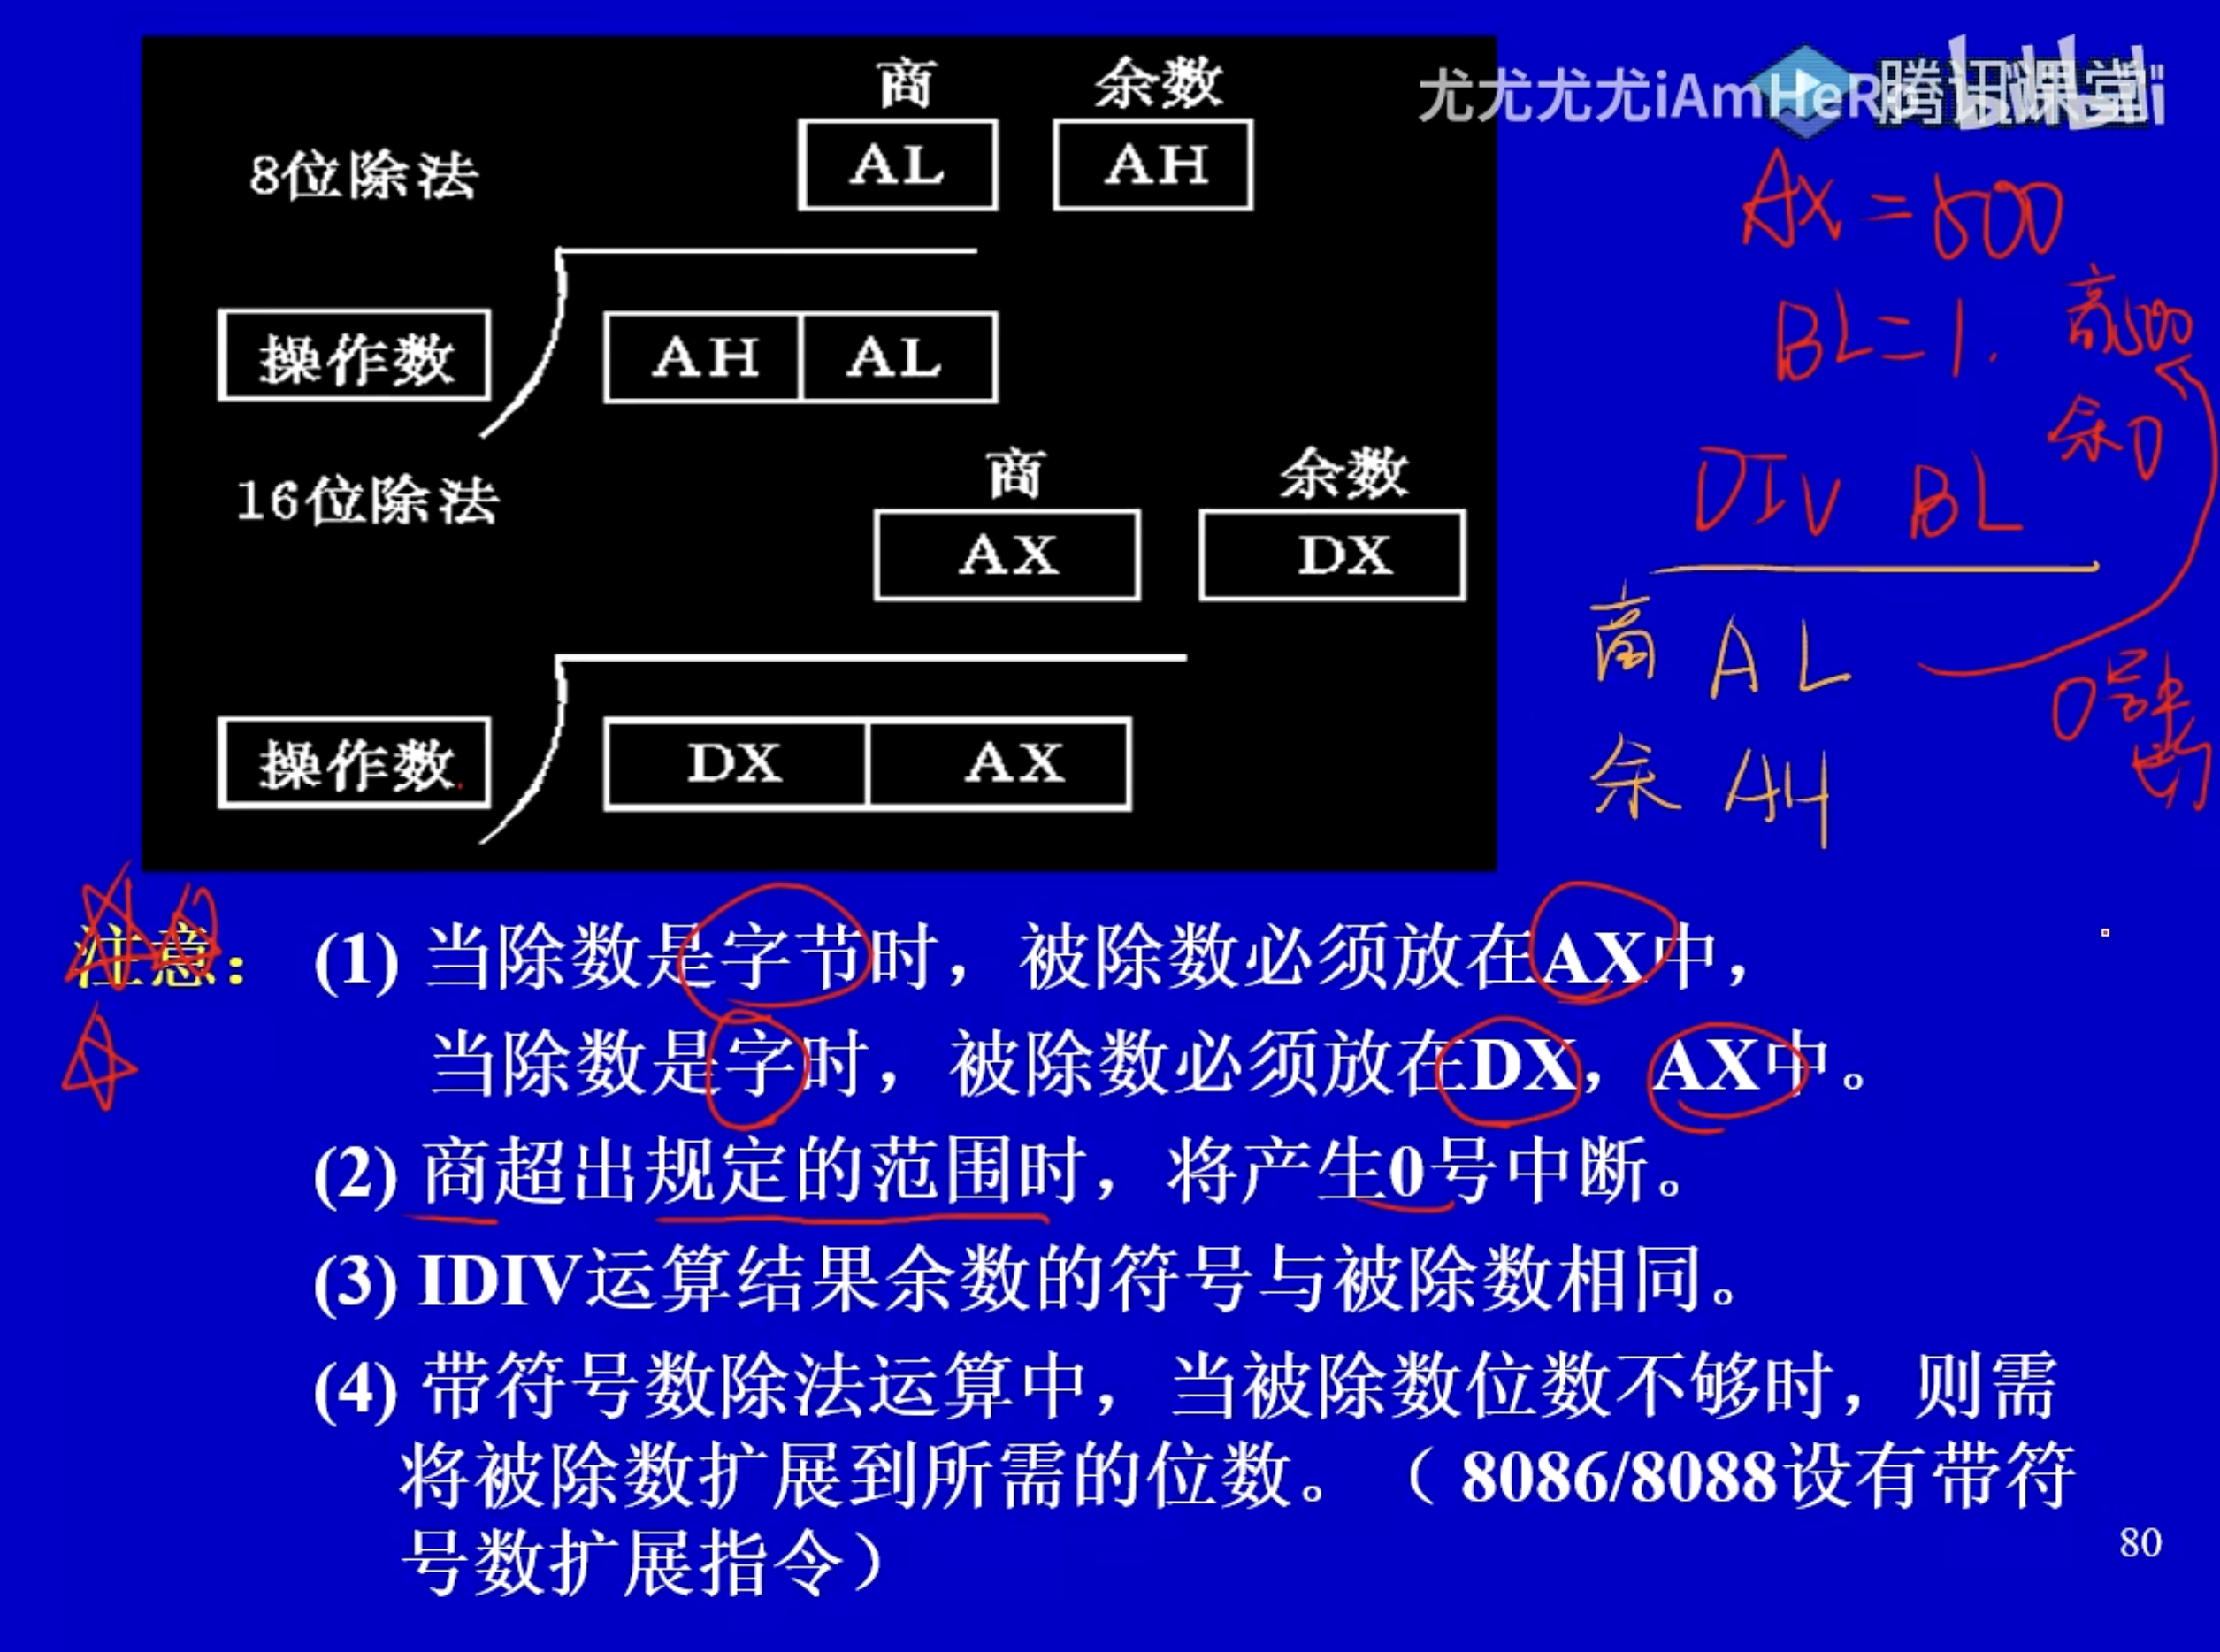 商 余数
尤尤尤尤iAmHeRo腾讯课堂
8位除法 AL AH
AX=500
操作数 AH AL
BL=1. 商500
余0
商 余数
16位除法 AX DX
DIV BL
商 AL
0号中断
操作数 DX AX
余 AH
注意： (1) 当除数是字节时，被除数必须放在AX中，
当除数是字时，被除数必须放在DX，AX中。
(2) 商超出规定的范围时，将产生0号中断。
(3) IDIV运算结果余数的符号与被除数相同。
(4) 带符号数除法运算中，当被除数位数不够时，则需
将被除数扩展到所需的位数。（8086/8088设有带符
号数扩展指令）
80